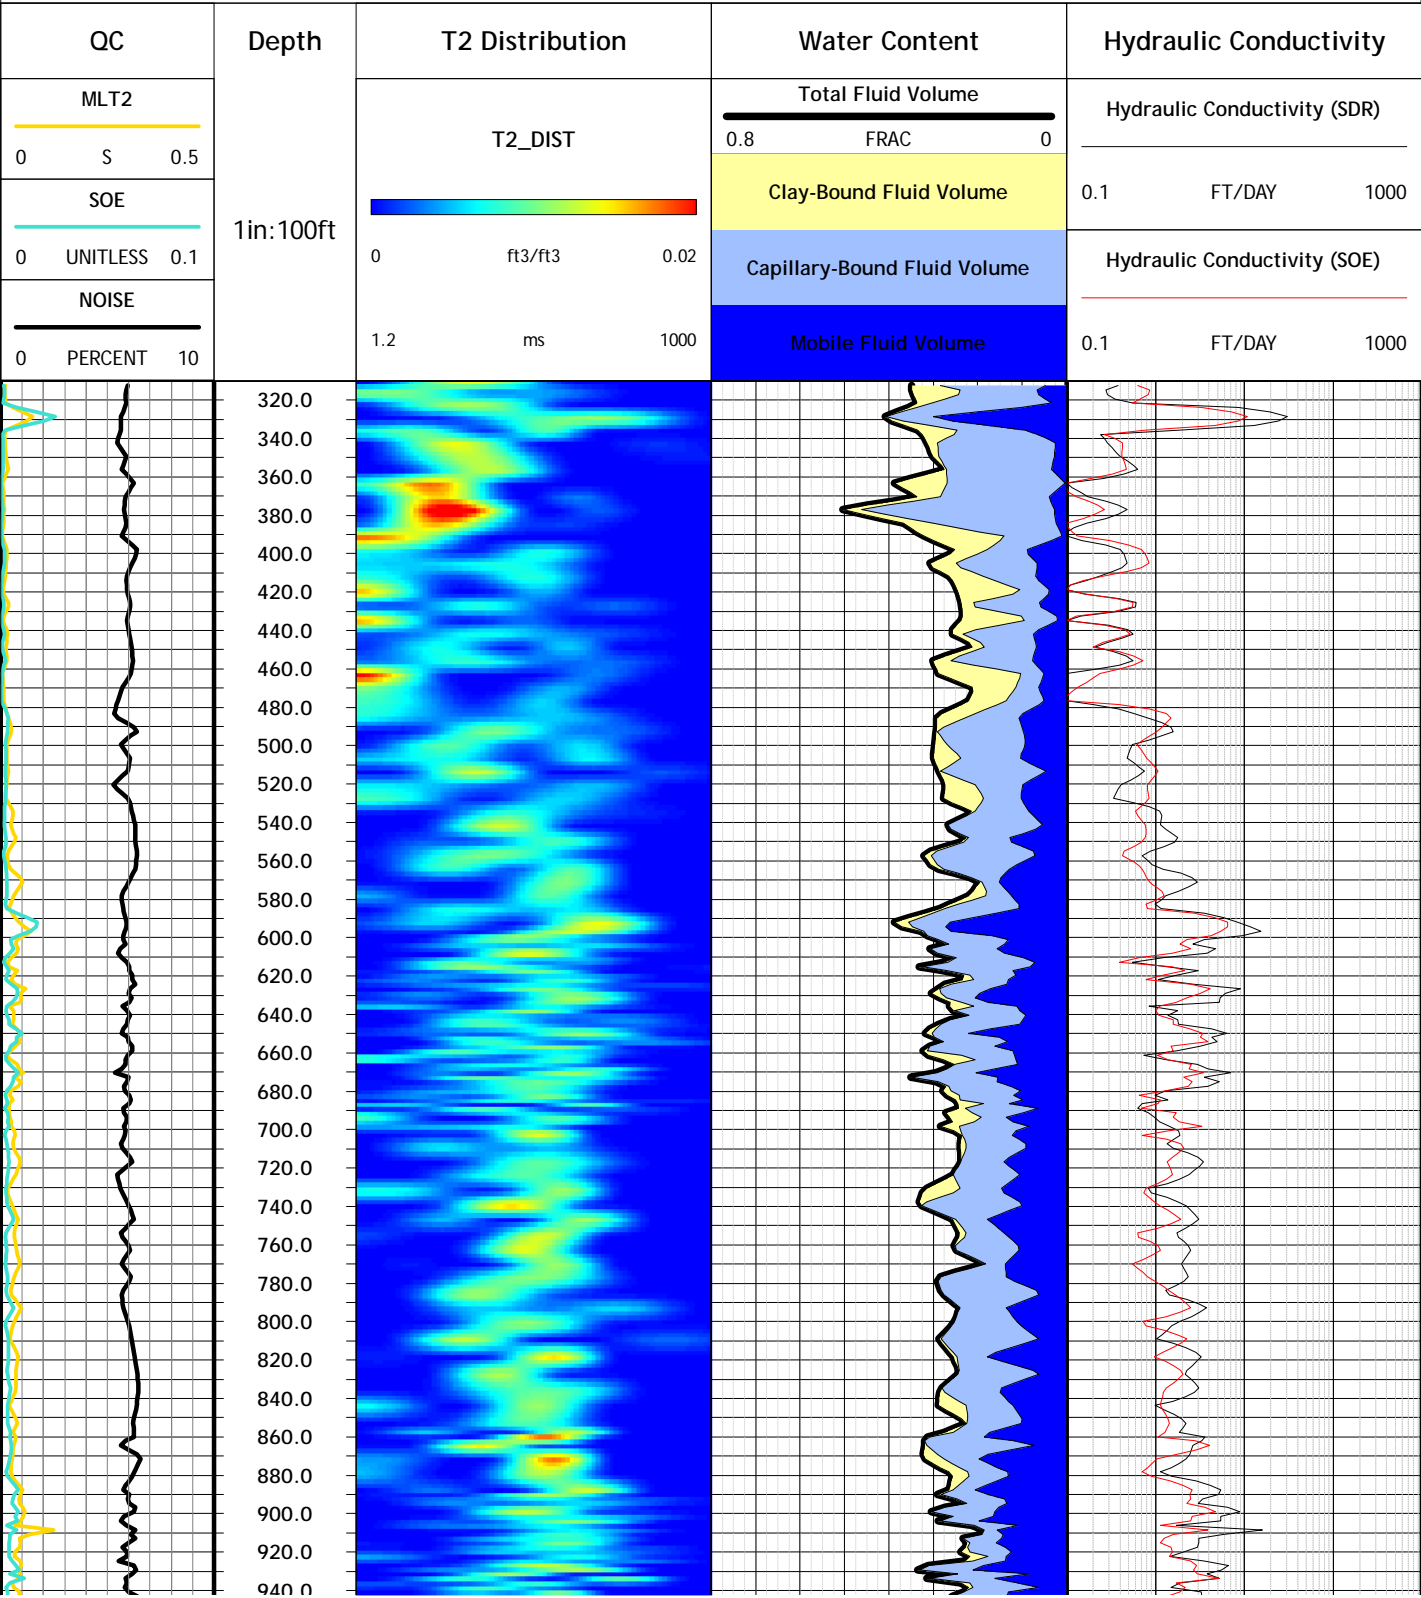 QC
Depth
T2 Distribution
Water Content
Hydraulic Conductivity
MLT2
0 S 0.5
SOE
0 UNITLESS 0.1
NOISE
0 PERCENT 10
1in:100ft
T2_DIST
0 ft3/ft3 0.02
1.2 ms 1000
Total Fluid Volume
0.8 FRAC 0
Clay-Bound Fluid Volume
Capillary-Bound Fluid Volume
Mobile Fluid Volume
Hydraulic Conductivity (SDR)
0.1 FT/DAY 1000
Hydraulic Conductivity (SOE)
0.1 FT/DAY 1000
320.0
340.0
360.0
380.0
400.0
420.0
440.0
460.0
480.0
500.0
520.0
540.0
560.0
580.0
600.0
620.0
640.0
660.0
680.0
700.0
720.0
740.0
760.0
780.0
800.0
820.0
840.0
860.0
880.0
900.0
920.0
940.0